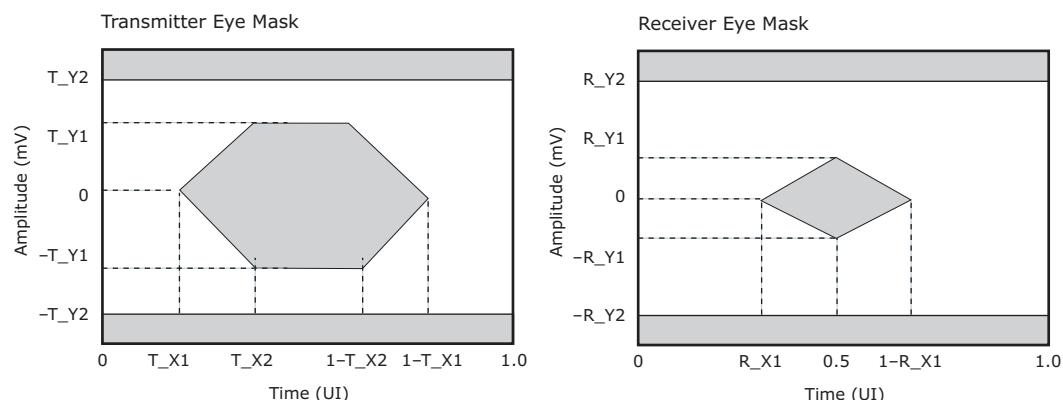 Transmitter Eye Mask
T_Y2
T_Y1
0
–T_Y1
–T_Y2
Amplitude (mV)
0
T_X1
T_X2
1–T_X2
1–T_X1
1.0
Time (UI)
Receiver Eye Mask
R_Y2
R_Y1
0
–R_Y1
–R_Y2
Amplitude (mV)
0
R_X1
0.5
1–R_X1
1.0
Time (UI)